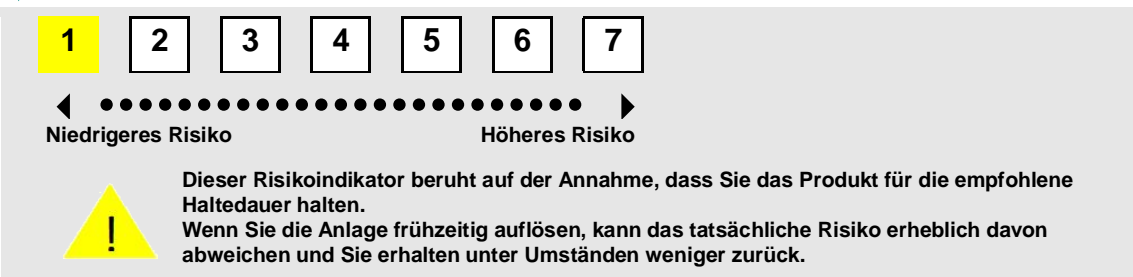 1 2 3 4 5 6 7
Niedrigeres Risiko Höheres Risiko
Dieser Risikoindikator beruht auf der Annahme, dass Sie das Produkt für die empfohlene
Haltedauer halten.
Wenn Sie die Anlage frühzeitig auflösen, kann das tatsächliche Risiko erheblich davon
abweichen und Sie erhalten unter Umständen weniger zurück.
!